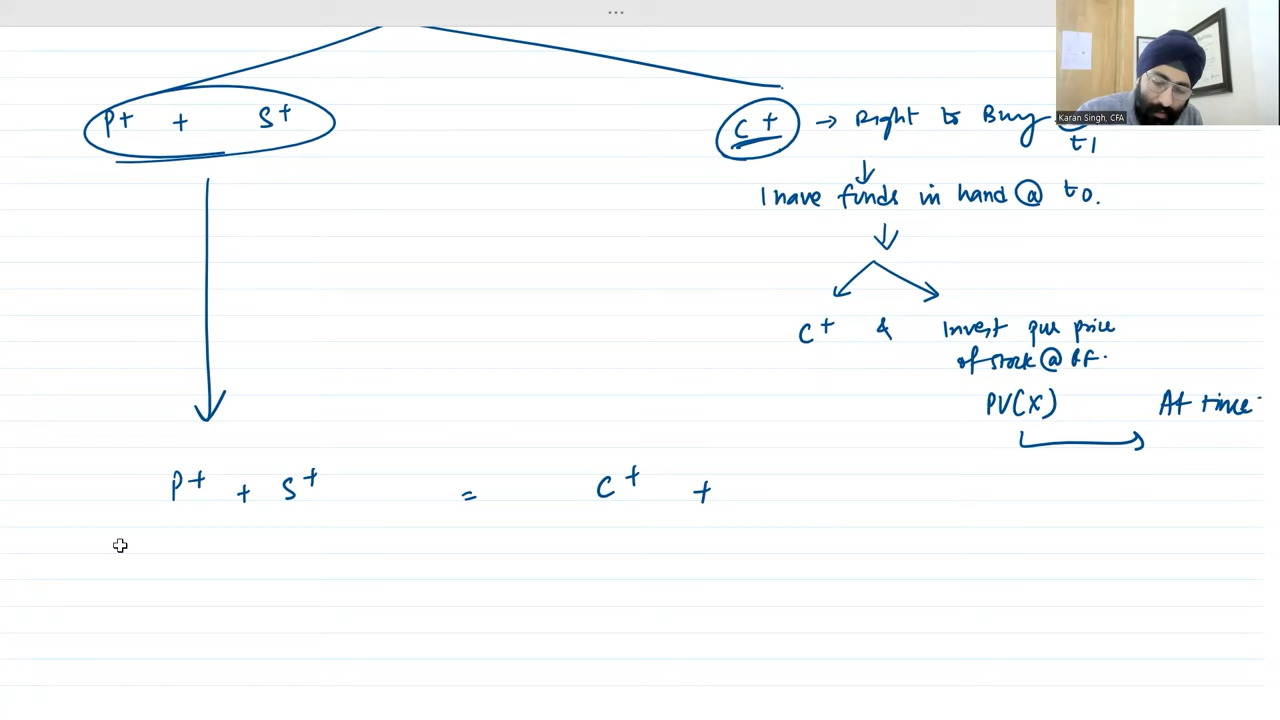 P+ + S+
C+ → Right to Buy
t1
I have funds in hand @ t0.
C+ & Invest
price
of stock @ RF.
PV(X) At time
P+ + S+ = C+ +
Karan Singh, CFA